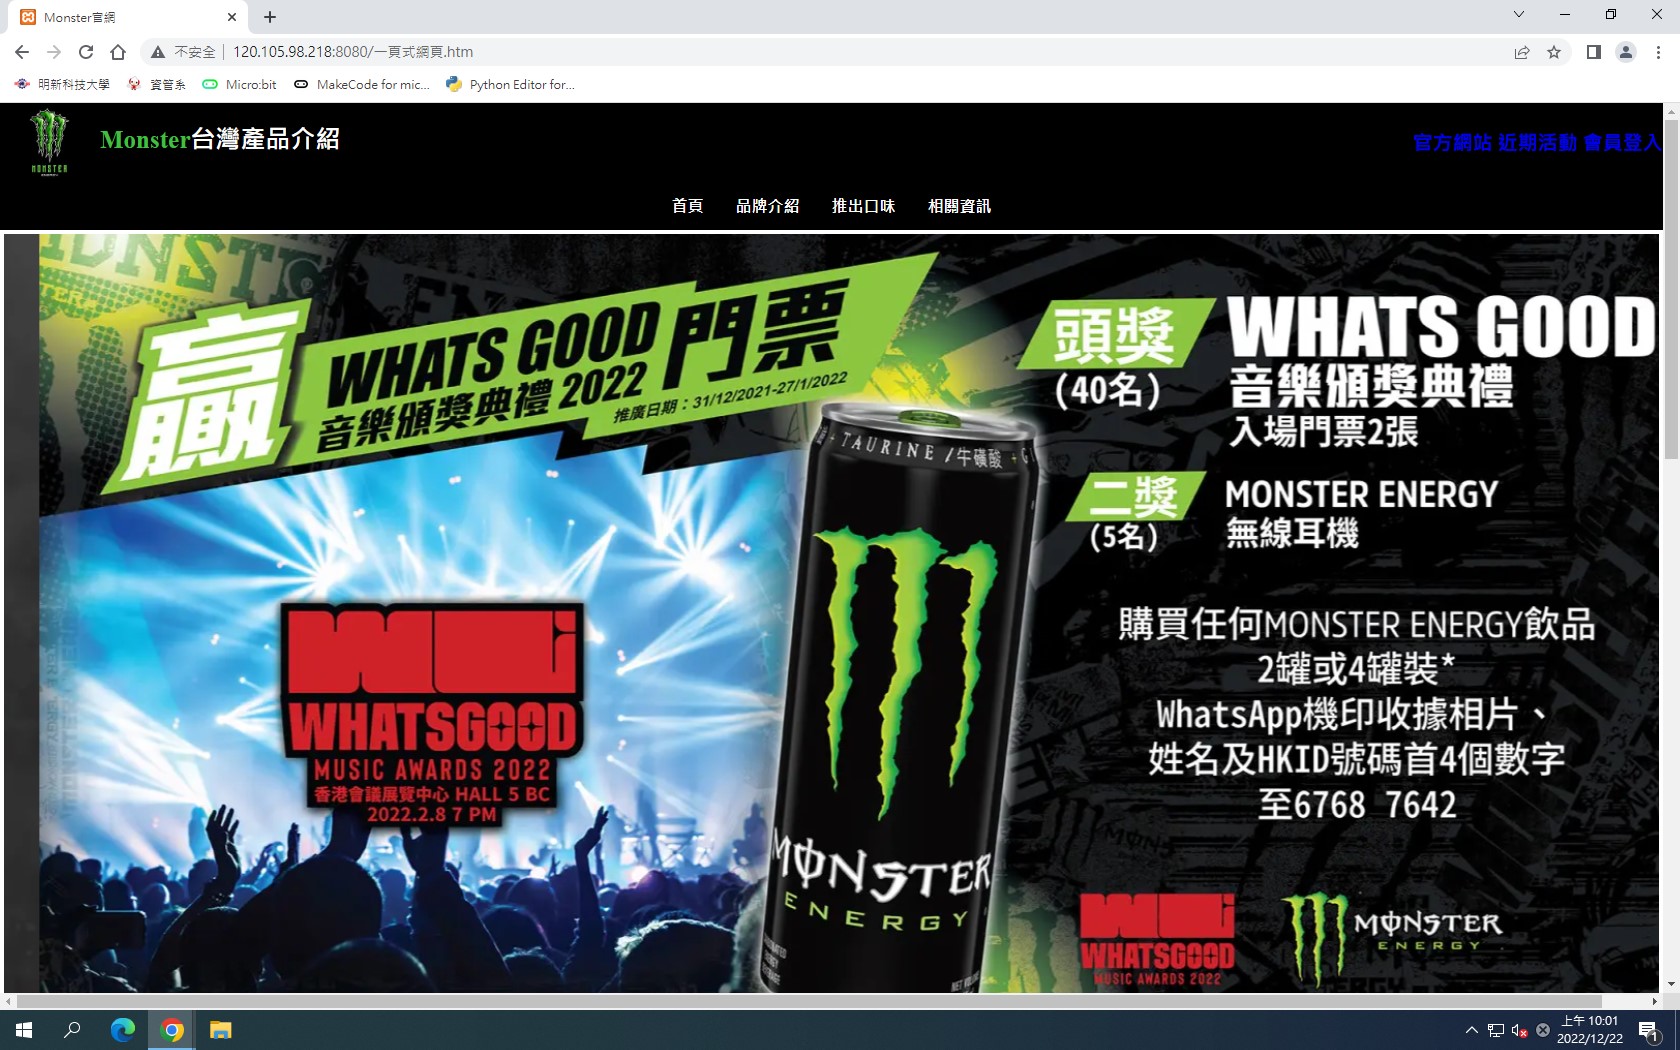 Monster官網
不安全
120.105.98.218:8080/一頁式網頁.htm
明新科技大學
資管系
Micro:bit
MakeCode for mic...
Python Editor for...
MONSTER
Monster台灣產品介紹
官方網站 近期活動 會員登入
首頁 品牌介紹 推出口味 相關資訊
贏
WHATS GOOD
音樂頒獎典禮 2022
門票
推廣日期：31/12/2021-27/1/2022
頭獎
(40名)
WHATS GOOD
音樂頒獎典禮
入場門票2張
二獎
(5名)
MONSTER ENERGY
無線耳機
購買任何MONSTER ENERGY飲品
2罐或4罐裝*
WhatsApp機印收據相片、
姓名及HKID號碼首4個數字
至6768 7642
WHATSGOOD
MUSIC AWARDS 2022
香港會議展覽中心 HALL 5 BC
2022.2.8 7 PM
+ TAURINE / 牛磺酸 + G
MONSTER
ENERGY
WHATSGOOD
MUSIC AWARDS 2022
MONSTER
ENERGY
上午 10:01
2022/12/22
1